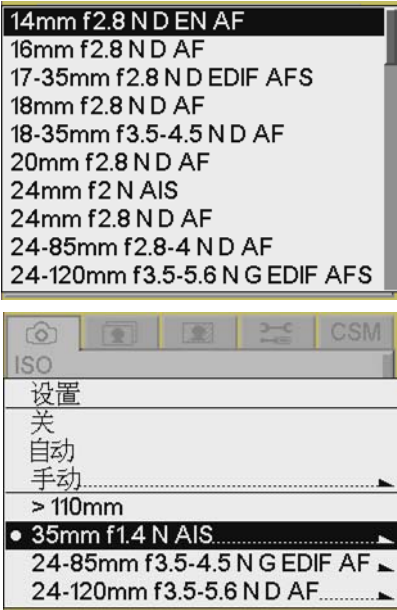 14mm f2.8 N D EN AF
16mm f2.8 N D AF
17-35mm f2.8 N D EDIF AFS
18mm f2.8 N D AF
18-35mm f3.5-4.5 N D AF
20mm f2.8 N D AF
24mm f2 N AIS
24mm f2.8 N D AF
24-85mm f2.8-4 N D AF
24-120mm f3.5-5.6 N G EDIF AFS
CSM
ISO
设置
关
自动
手动
> 110mm
35mm f1.4 N AIS
24-85mm f3.5-4.5 N G EDIF AF
24-120mm f3.5-5.6 N D AF